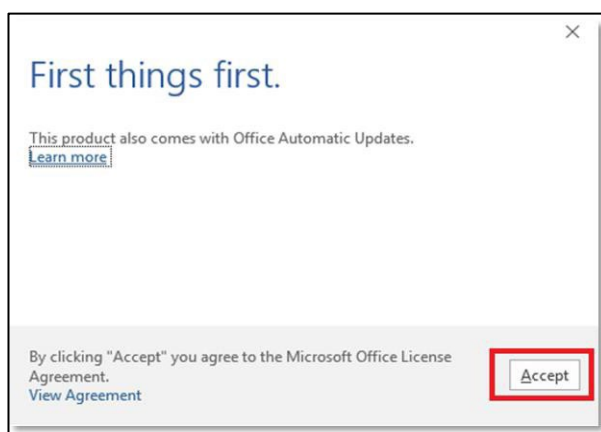 First things first.
This product also comes with Office Automatic Updates.
Learn more
By clicking "Accept" you agree to the Microsoft Office License
Agreement.
View Agreement
Accept